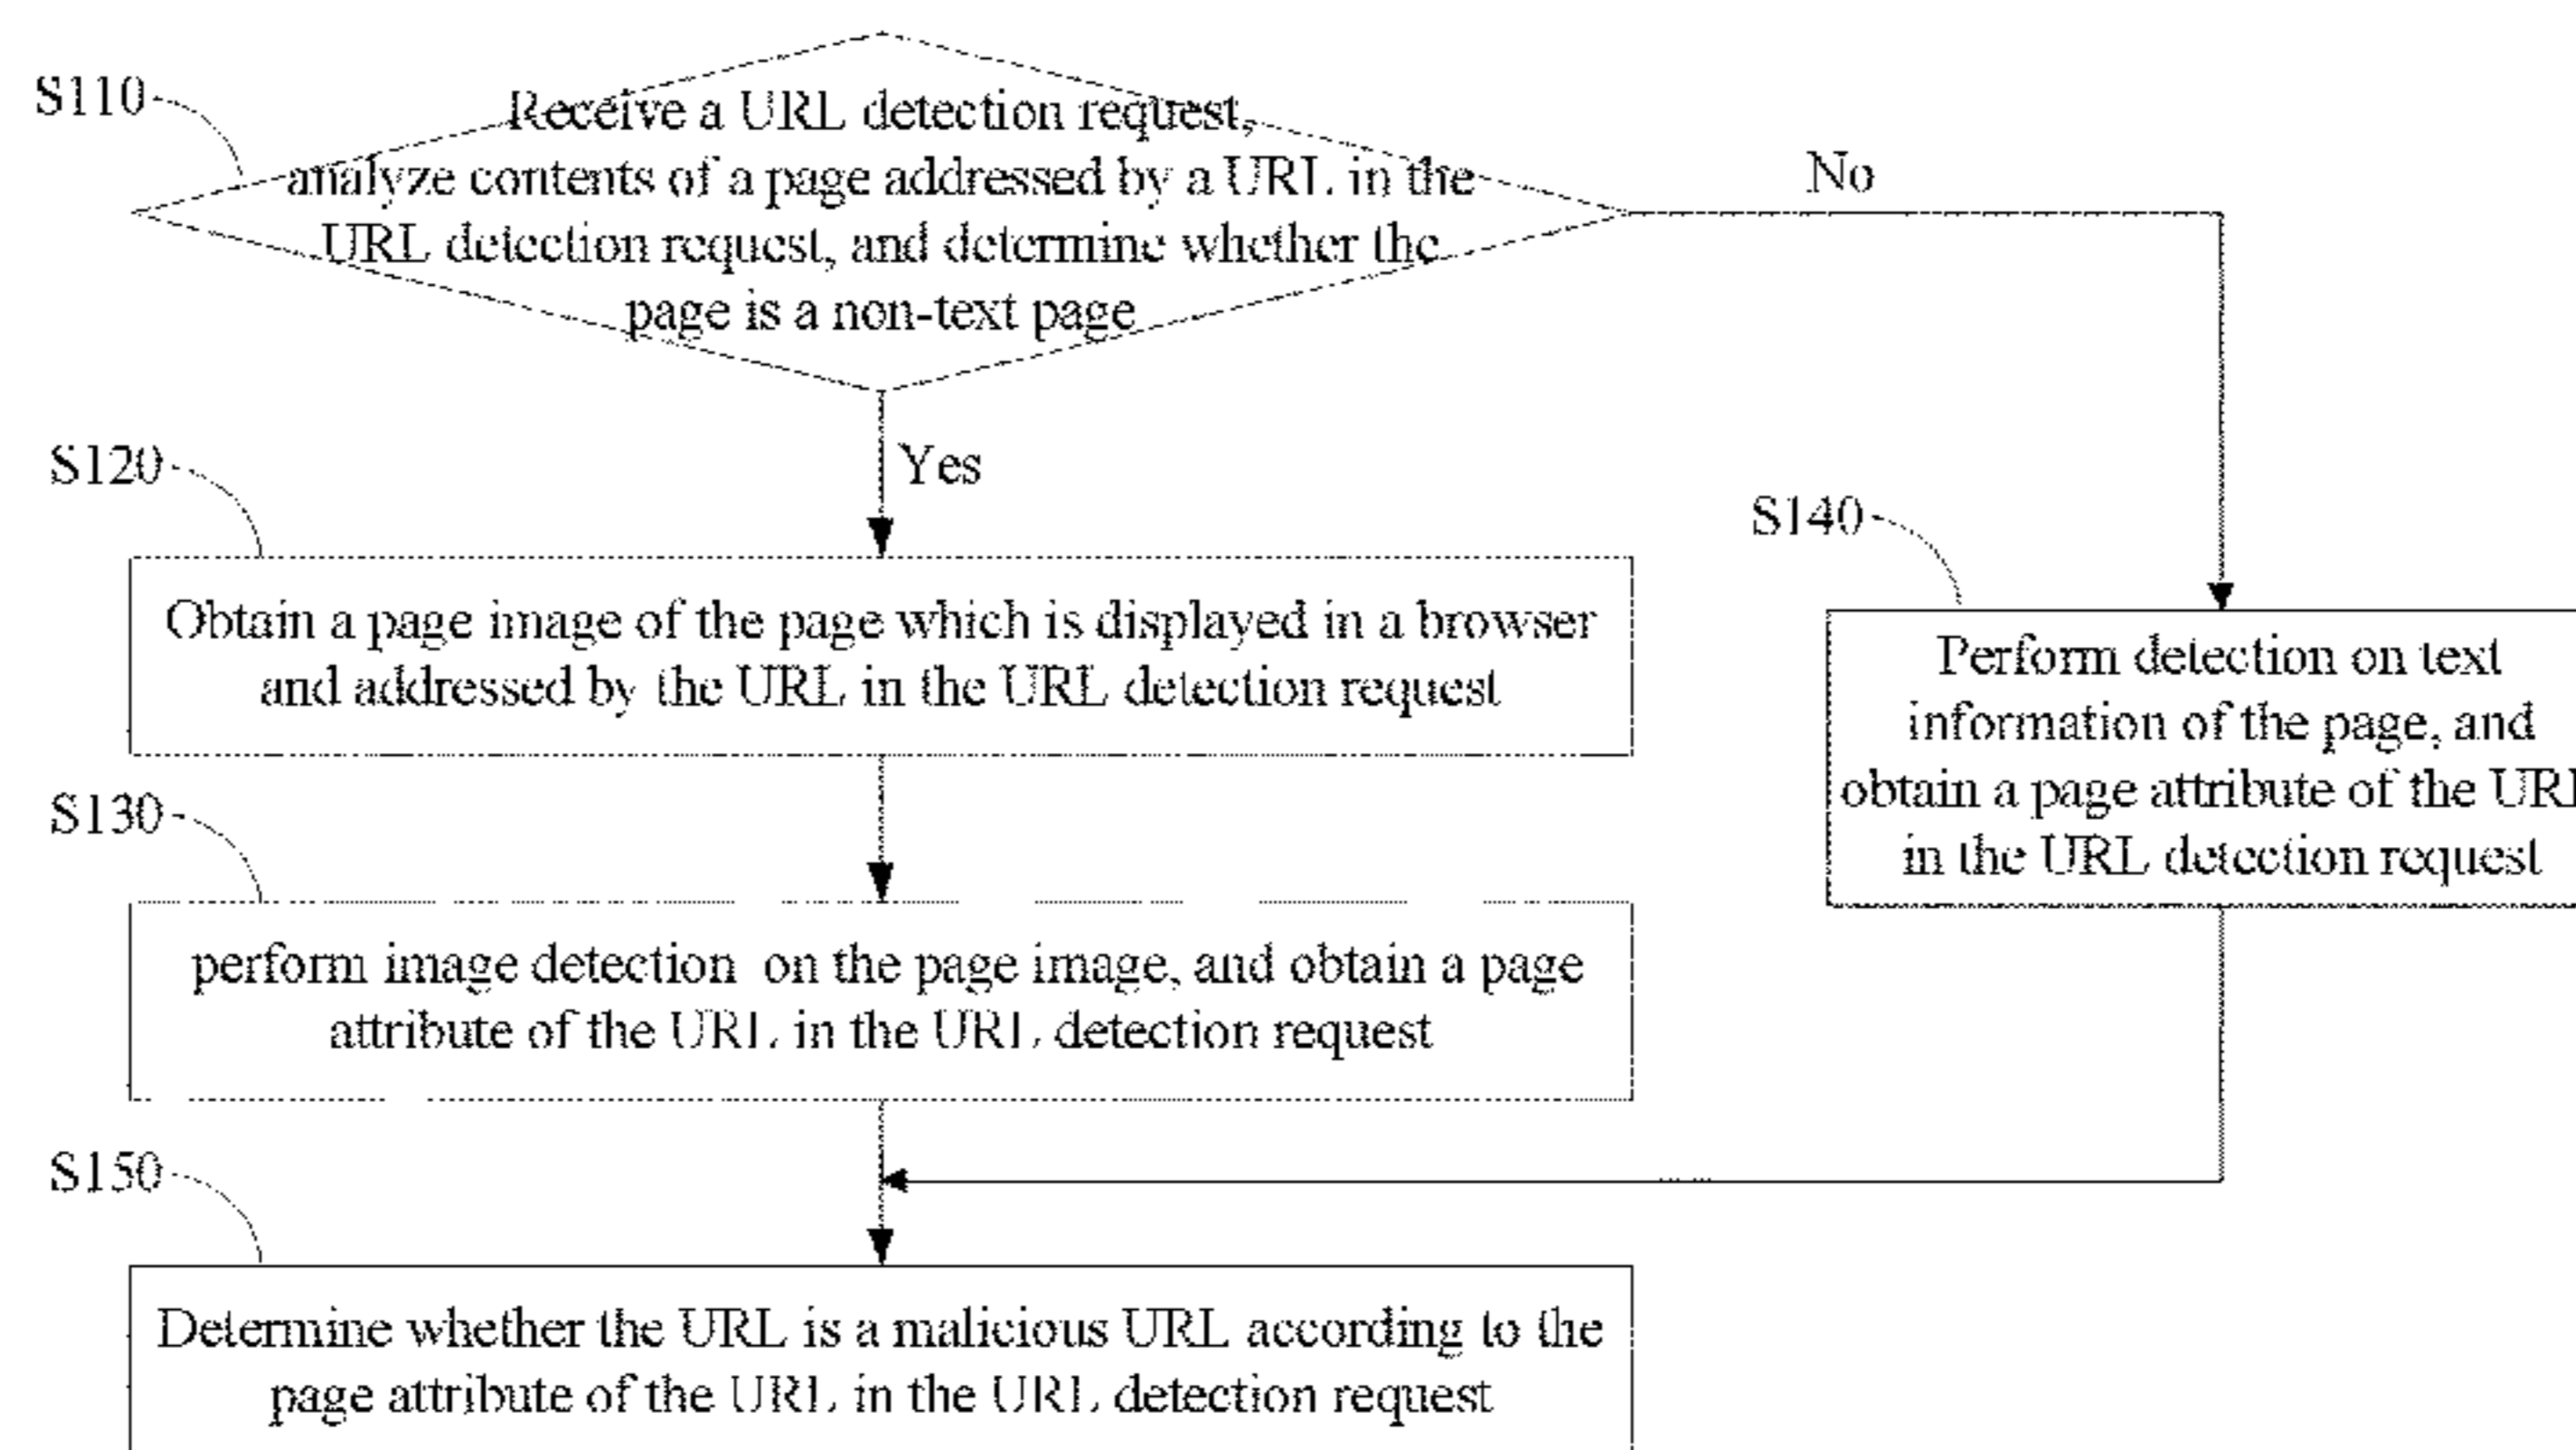 S110
Receive a URL detection request,
analyze contents of a page addressed by a URL in the
URL detection request, and determine whether the
page is a non-text page
No
Yes
S120
Obtain a page image of the page which is displayed in a browser
and addressed by the URL in the URL detection request
S140
Perform detection on text
information of the page, and
obtain a page attribute of the URL
in the URL detection request
S130
perform image detection on the page image, and obtain a page
attribute of the URL in the URL detection request
S150
Determine whether the URL is a malicious URL according to the
page attribute of the URL in the URL detection request